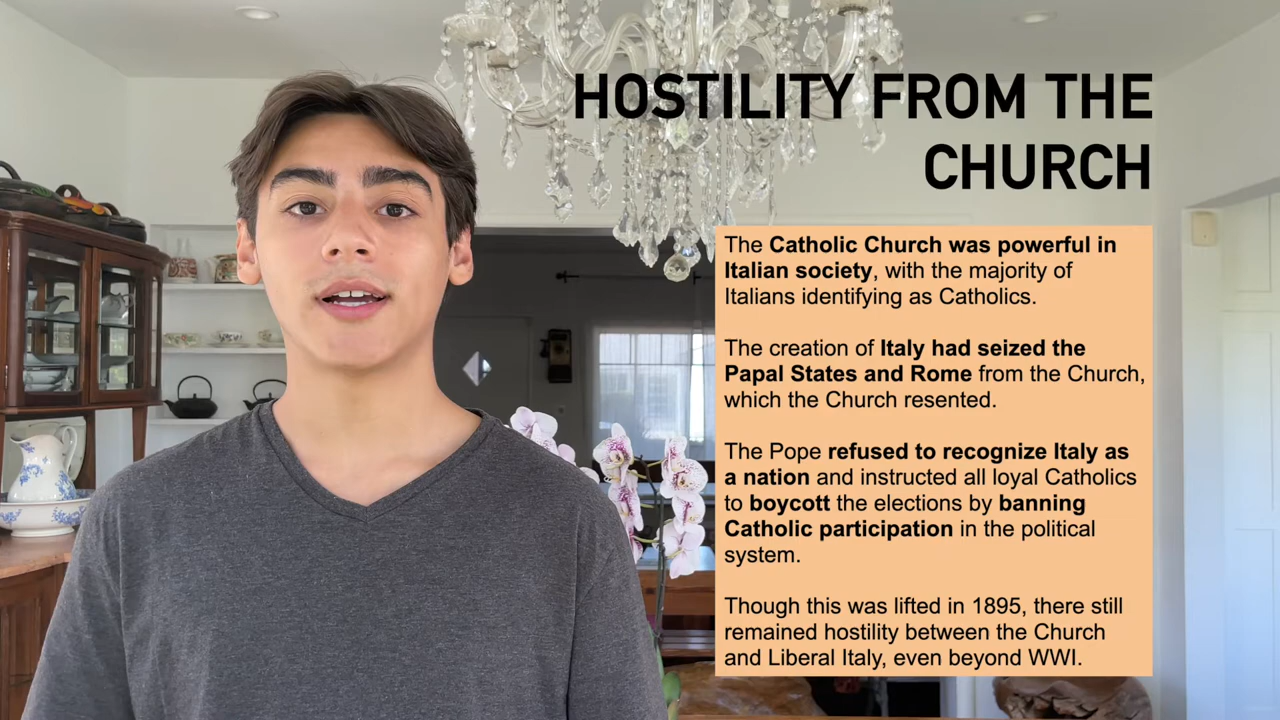 HOSTILITY FROM THE
CHURCH
The Catholic Church was powerful in
Italian society, with the majority of
Italians identifying as Catholics.
The creation of Italy had seized the
Papal States and Rome from the Church,
which the Church resented.
The Pope refused to recognize Italy as
a nation and instructed all loyal Catholics
to boycott the elections by banning
Catholic participation in the political
system.
Though this was lifted in 1895, there still
remained hostility between the Church
and Liberal Italy, even beyond WWI.